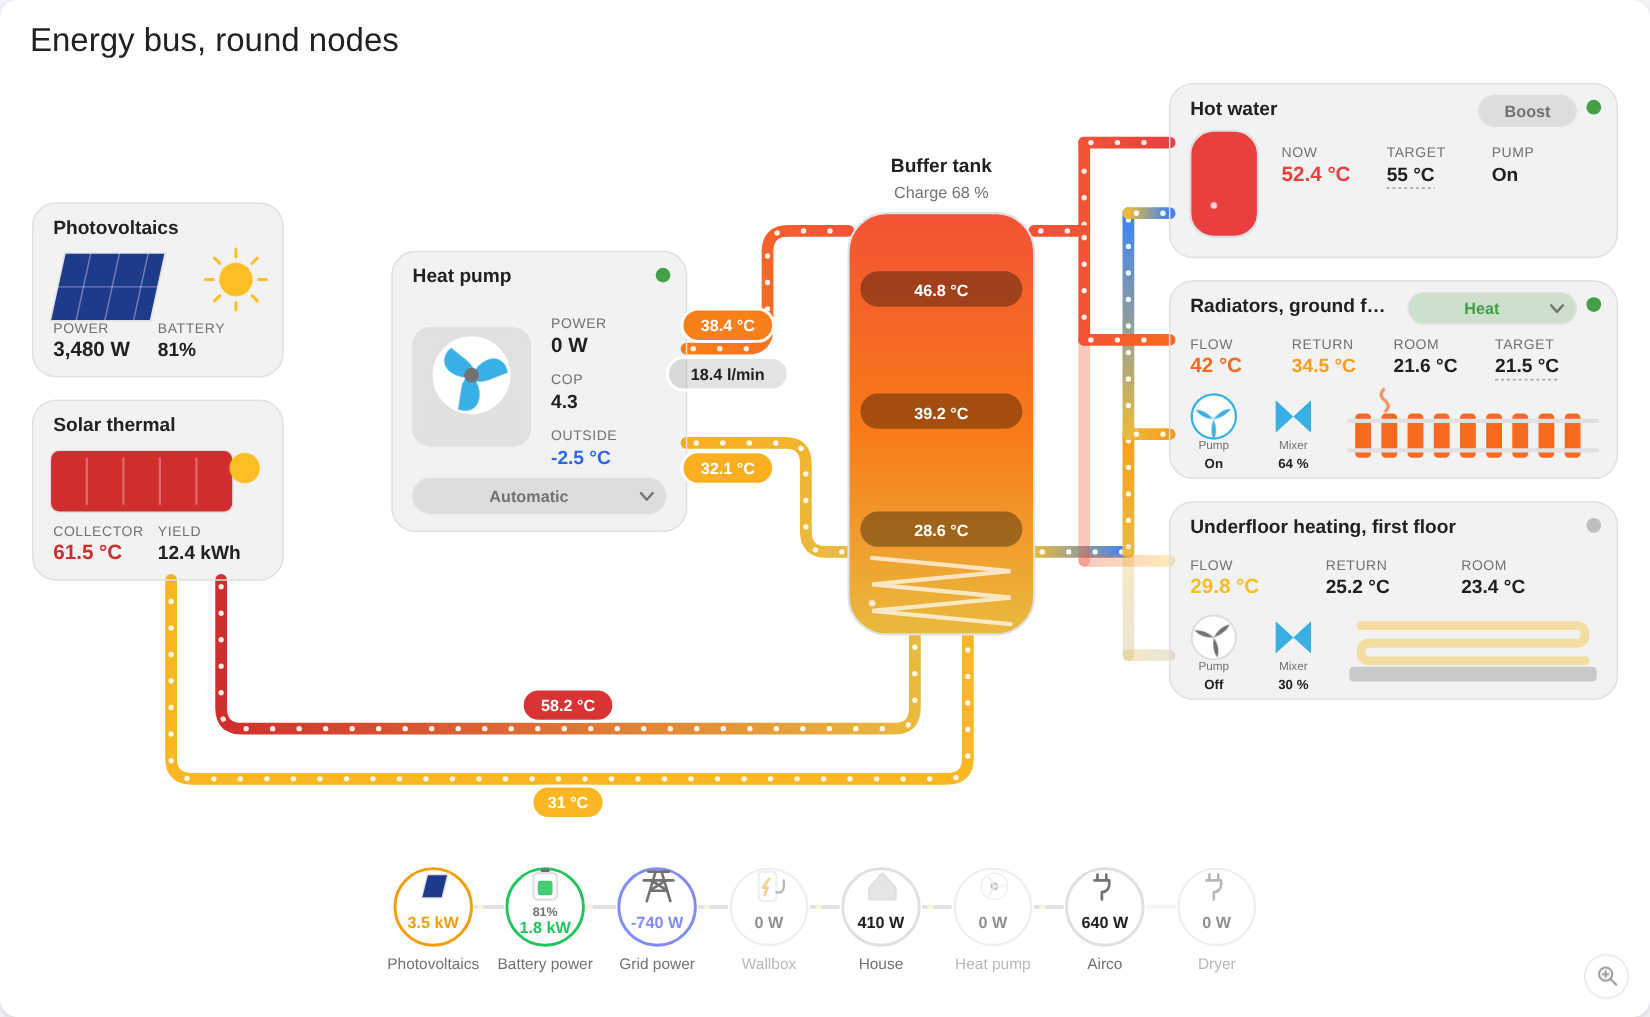 Energy bus, round nodes
Photovoltaics
POWER
BATTERY
3,480 W
81%
Solar thermal
COLLECTOR
YIELD
61.5 °C
12.4 kWh
Heat pump
POWER
0 W
COP
4.3
OUTSIDE
-2.5 °C
Automatic
38.4 °C
18.4 l/min
32.1 °C
Buffer tank
Charge 68 %
46.8 °C
39.2 °C
28.6 °C
58.2 °C
31 °C
Hot water
Boost
NOW
TARGET
PUMP
52.4 °C
55 °C
On
Radiators, ground f…
Heat
FLOW
RETURN
ROOM
TARGET
42 °C
34.5 °C
21.6 °C
21.5 °C
Pump
Mixer
On
64 %
Underfloor heating, first floor
FLOW
RETURN
ROOM
29.8 °C
25.2 °C
23.4 °C
Pump
Mixer
Off
30 %
3.5 kW
81%
1.8 kW
-740 W
0 W
410 W
0 W
640 W
0 W
Photovoltaics
Battery power
Grid power
Wallbox
House
Heat pump
Airco
Dryer